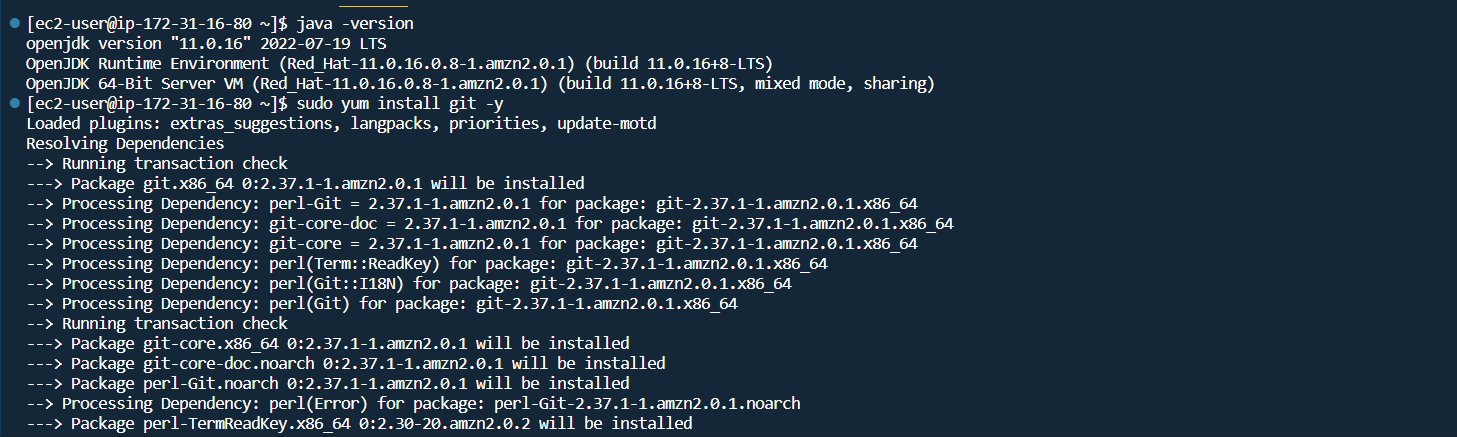 [ec2-user@ip-172-31-16-80 ~]$ java -version
openjdk version "11.0.16" 2022-07-19 LTS
OpenJDK Runtime Environment (Red_Hat-11.0.16.0.8-1.amzn2.0.1) (build 11.0.16+8-LTS)
OpenJDK 64-Bit Server VM (Red_Hat-11.0.16.0.8-1.amzn2.0.1) (build 11.0.16+8-LTS, mixed mode, sharing)
[ec2-user@ip-172-31-16-80 ~]$ sudo yum install git -y
Loaded plugins: extras_suggestions, langpacks, priorities, update-motd
Resolving Dependencies
--> Running transaction check
---> Package git.x86_64 0:2.37.1-1.amzn2.0.1 will be installed
--> Processing Dependency: perl-Git = 2.37.1-1.amzn2.0.1 for package: git-2.37.1-1.amzn2.0.1.x86_64
--> Processing Dependency: git-core-doc = 2.37.1-1.amzn2.0.1 for package: git-2.37.1-1.amzn2.0.1.x86_64
--> Processing Dependency: git-core = 2.37.1-1.amzn2.0.1 for package: git-2.37.1-1.amzn2.0.1.x86_64
--> Processing Dependency: perl(Term::ReadKey) for package: git-2.37.1-1.amzn2.0.1.x86_64
--> Processing Dependency: perl(Git::I18N) for package: git-2.37.1-1.amzn2.0.1.x86_64
--> Processing Dependency: perl(Git) for package: git-2.37.1-1.amzn2.0.1.x86_64
--> Running transaction check
---> Package git-core.x86_64 0:2.37.1-1.amzn2.0.1 will be installed
---> Package git-core-doc.noarch 0:2.37.1-1.amzn2.0.1 will be installed
---> Package perl-Git.noarch 0:2.37.1-1.amzn2.0.1 will be installed
--> Processing Dependency: perl(Error) for package: perl-Git-2.37.1-1.amzn2.0.1.noarch
---> Package perl-TermReadKey.x86_64 0:2.30-20.amzn2.0.2 will be installed